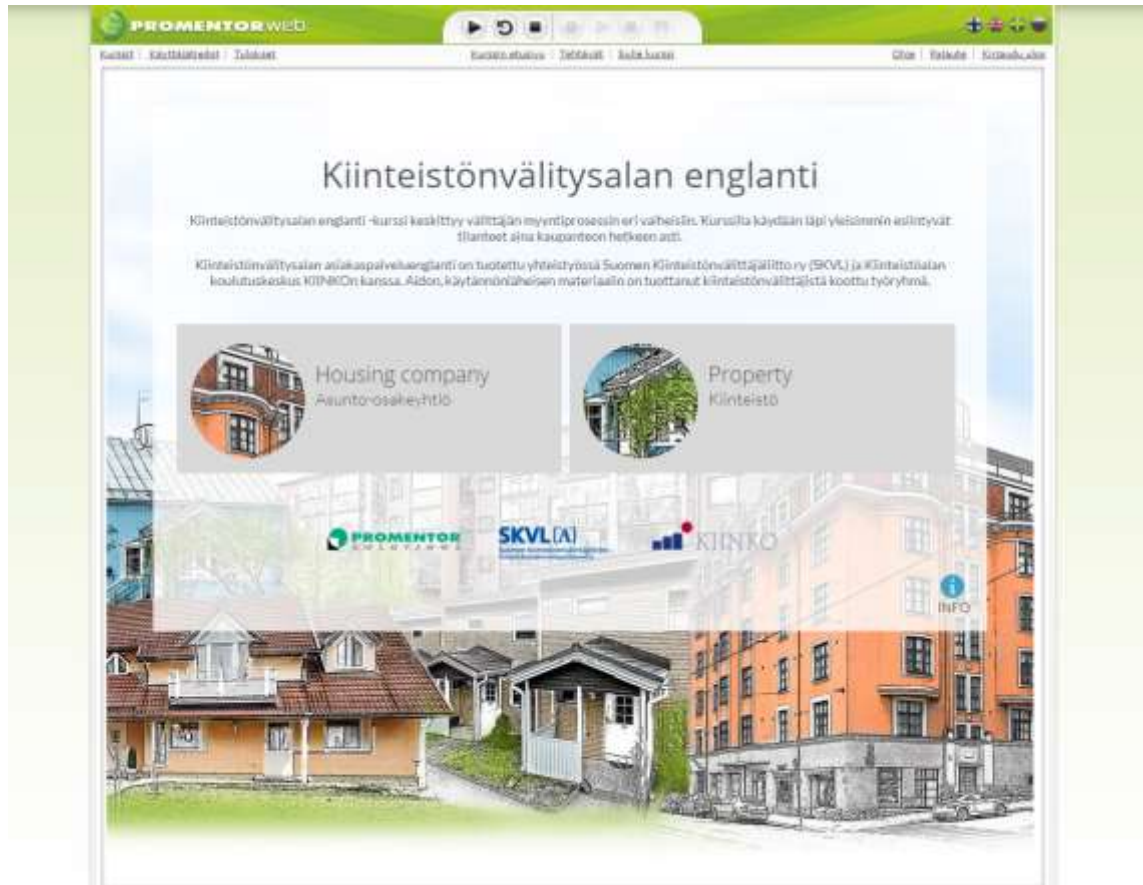 PROMENTOR web
Kurssit | Käyttäjätiedot | Tulokset
Kurssin etusivu | Tehtävät | Sulje kurssi
Ohje | Palaute | Kirjaudu ulos
Kiinteistönvälitysalan englanti
Kiinteistönvälitysalan englanti -kurssi keskittyy välittäjän myyntiprosessin eri vaiheisiin. Kurssilla käydään läpi yleisimmin esiintyvät
tilanteet aina kaupanteon hetkeen asti.
Kiinteistönvälitysalan asiakaspalveluenglanti on tuotettu yhteistyössä Suomen Kiinteistönvälittäjäliitto ry (SKVL) ja Kiinteistöalan
koulutuskeskus KIINKOn kanssa. Aidon, käytännönläheisen materiaalin on tuottanut kiinteistönvälittäjistä koottu työryhmä.
Housing company
Asunto-osakeyhtiö
Property
Kiinteistö
PROMENTOR
SOLUTIONS
SKVL[A]
KIINKO
INFO